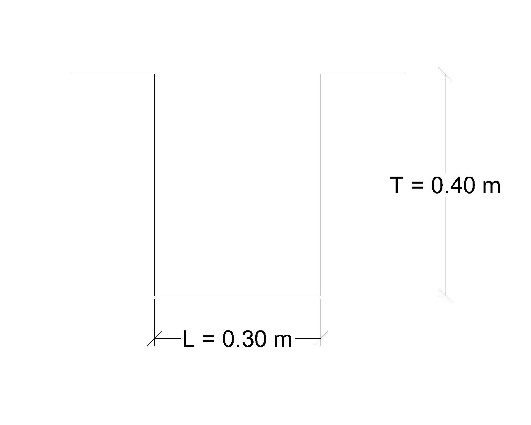 T = 0.40 m
L = 0.30 m